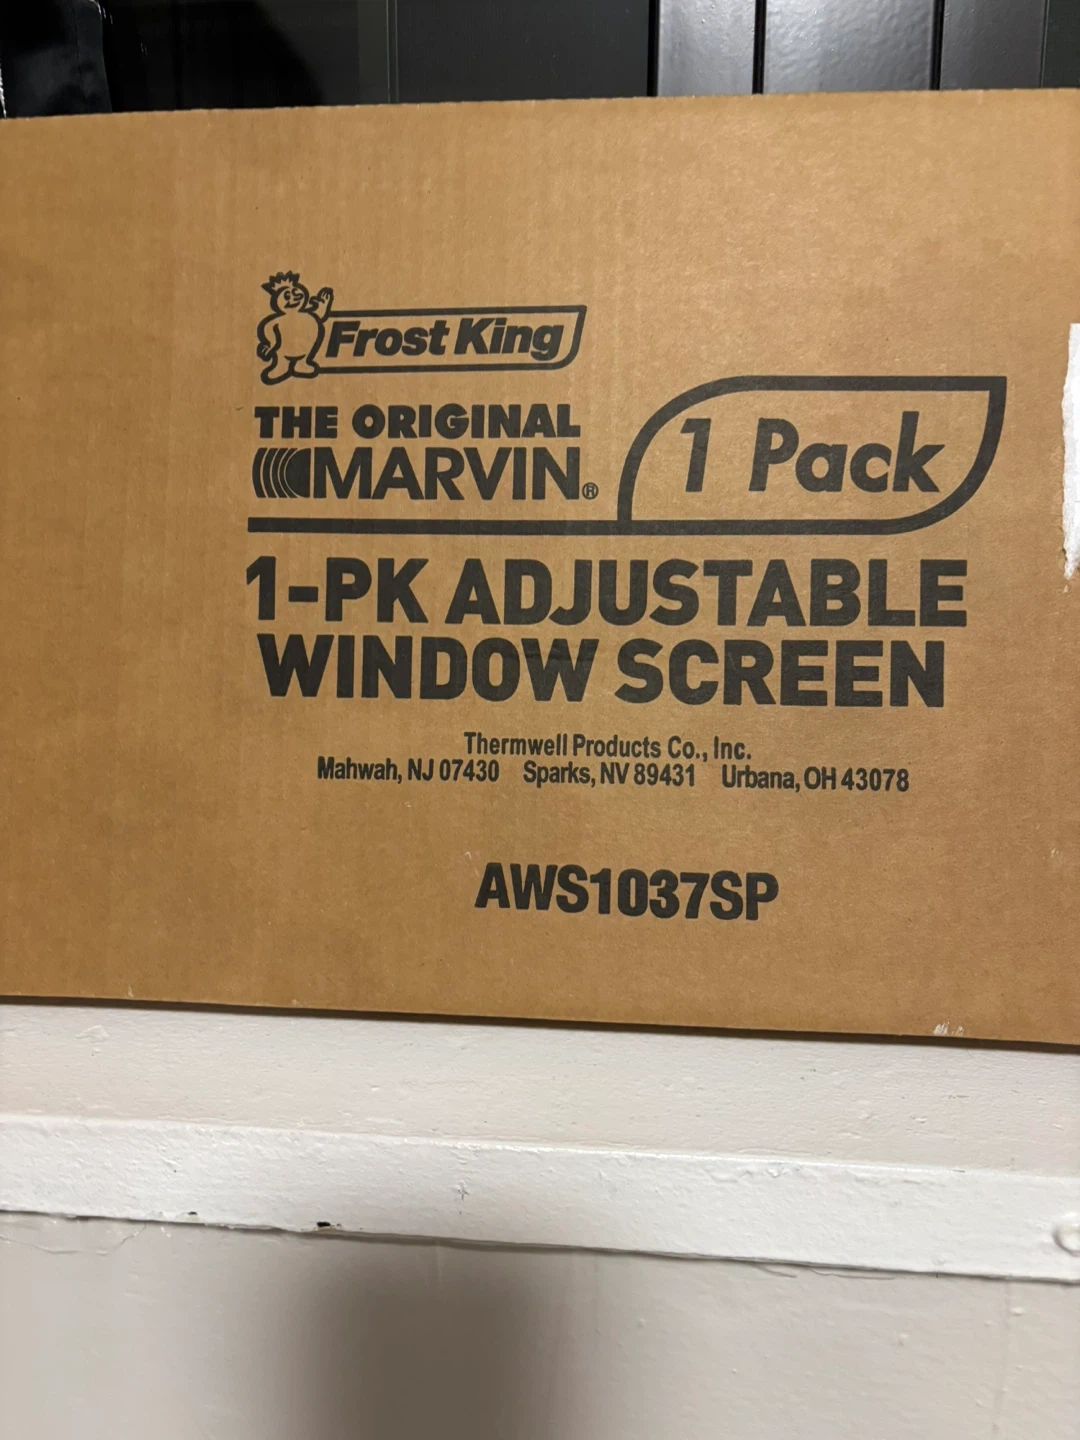 Frost King
THE ORIGINAL
MARVIN®
1 Pack
1-PK ADJUSTABLE
WINDOW SCREEN
Thermwell Products Co., Inc.
Mahwah, NJ 07430 Sparks, NV 89431 Urbana, OH 43078
AWS1037SP